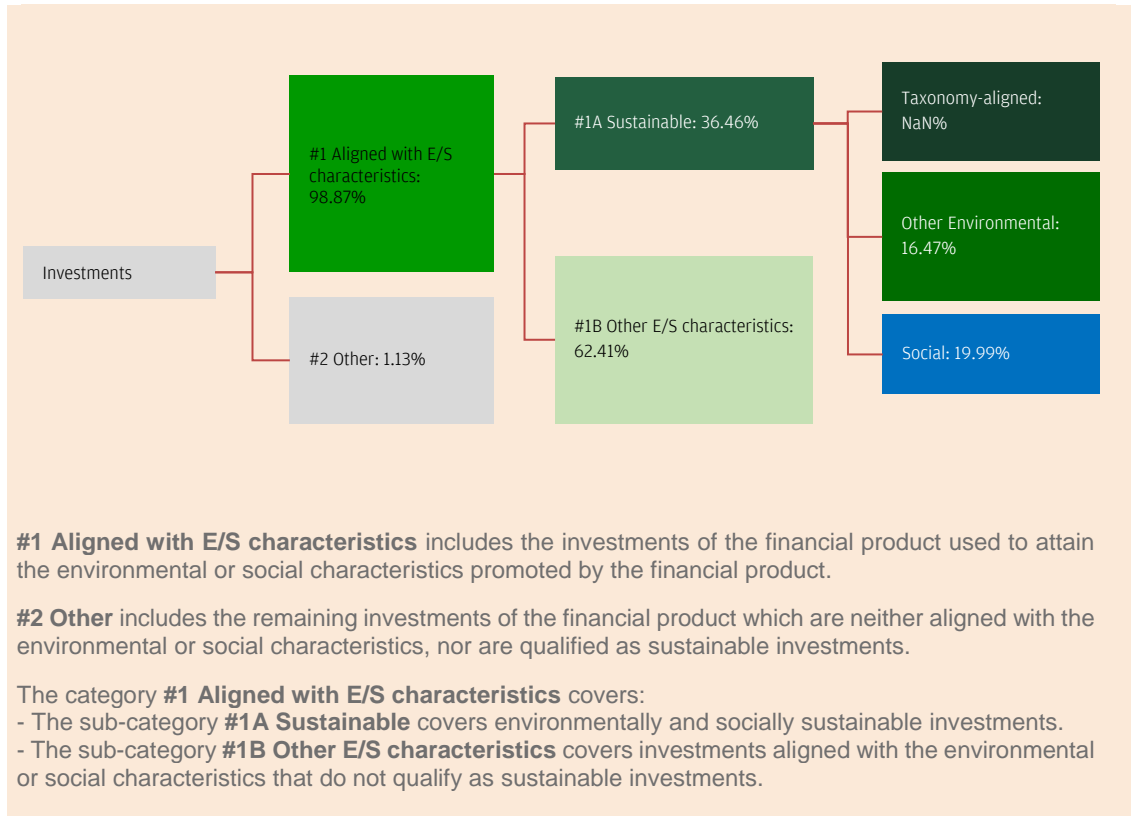 Investments
#1 Aligned with E/S
characteristics:
98.87%
#2 Other: 1.13%
#1A Sustainable: 36.46%
#1B Other E/S characteristics:
62.41%
Taxonomy-aligned:
NaN%
Other Environmental:
16.47%
Social: 19.99%
#1 Aligned with E/S characteristics includes the investments of the financial product used to attain
the environmental or social characteristics promoted by the financial product.
#2 Other includes the remaining investments of the financial product which are neither aligned with the
environmental or social characteristics, nor are qualified as sustainable investments.
The category #1 Aligned with E/S characteristics covers:
- The sub-category #1A Sustainable covers environmentally and socially sustainable investments.
- The sub-category #1B Other E/S characteristics covers investments aligned with the environmental
or social characteristics that do not qualify as sustainable investments.